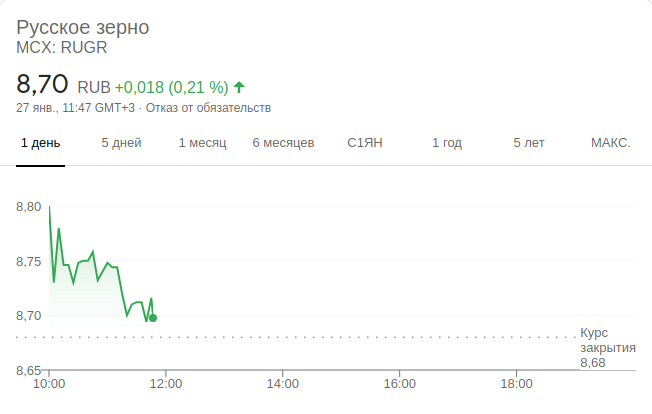 Русское зерно
MCX: RUGR
8,70 RUB +0,018 (0,21 %)
27 янв., 11:47 GMT+3 · Отказ от обязательств
1 день 5 дней 1 месяц 6 месяцев С1ЯН 1 год 5 лет МАКС.
8,80
8,75
8,70
Курс
закрытия
8,68
8,65
10:00 12:00 14:00 16:00 18:00